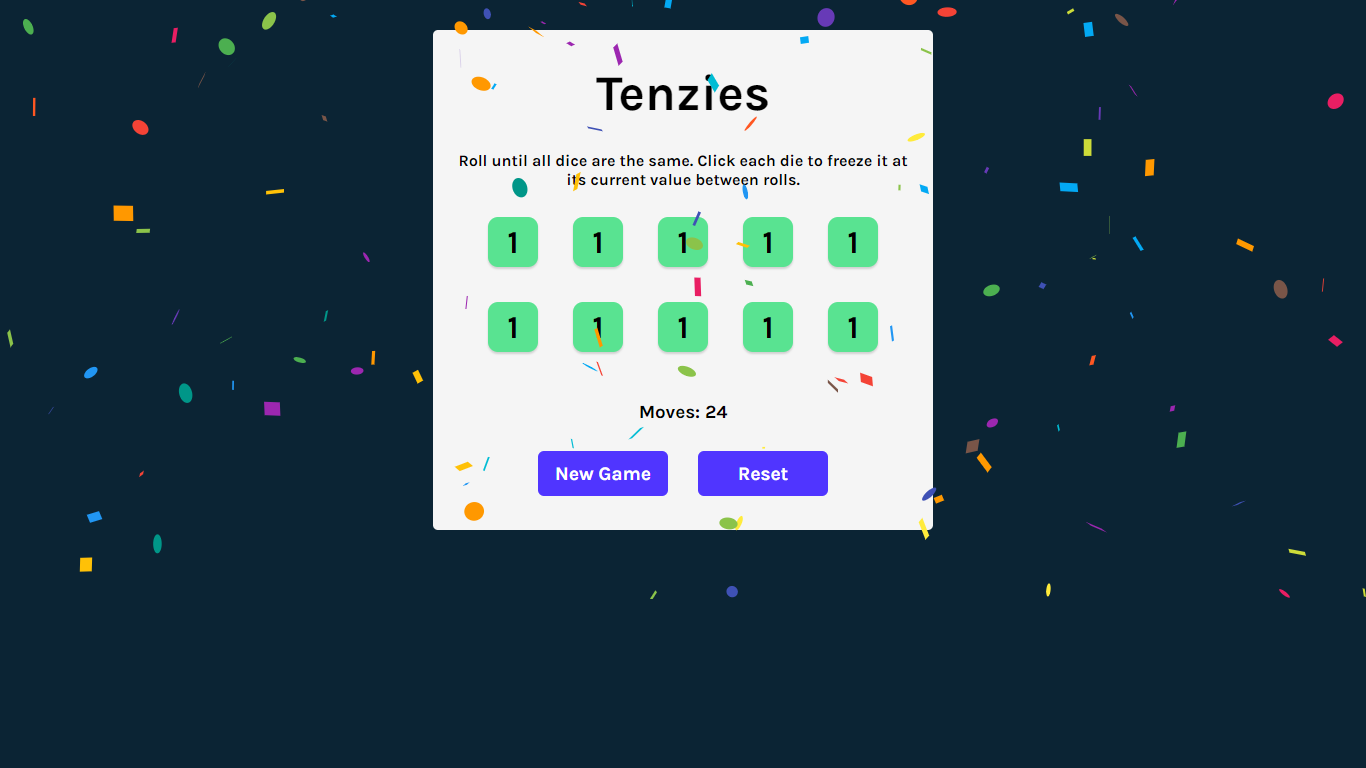 Tenzies
Roll until all dice are the same. Click each die to freeze it at
its current value between rolls.
1 1 1 1 1
1 1 1 1 1
Moves: 24
New Game Reset